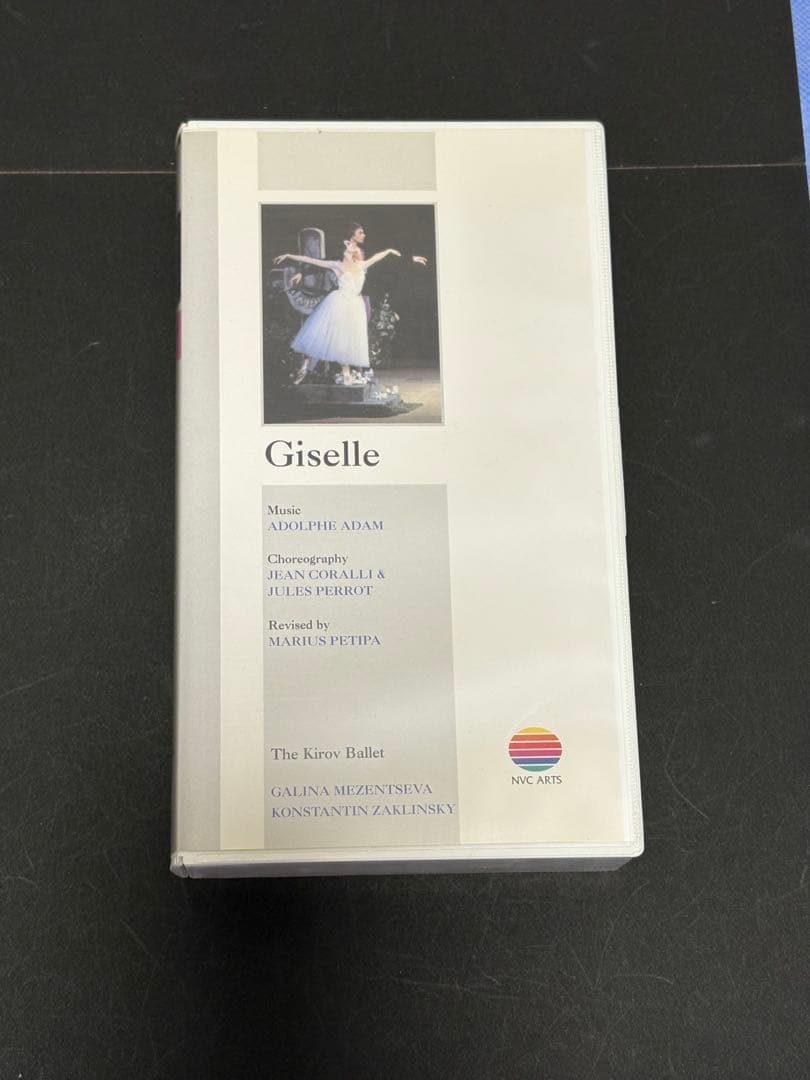 Giselle
Music
ADOLPHE ADAM
Choreography
JEAN CORALLI &
JULES PERROT
Revised by
MARIUS PETIPA
The Kirov Ballet
GALINA MEZENTSEVA
KONSTANTIN ZAKLINSKY
NVC ARTS